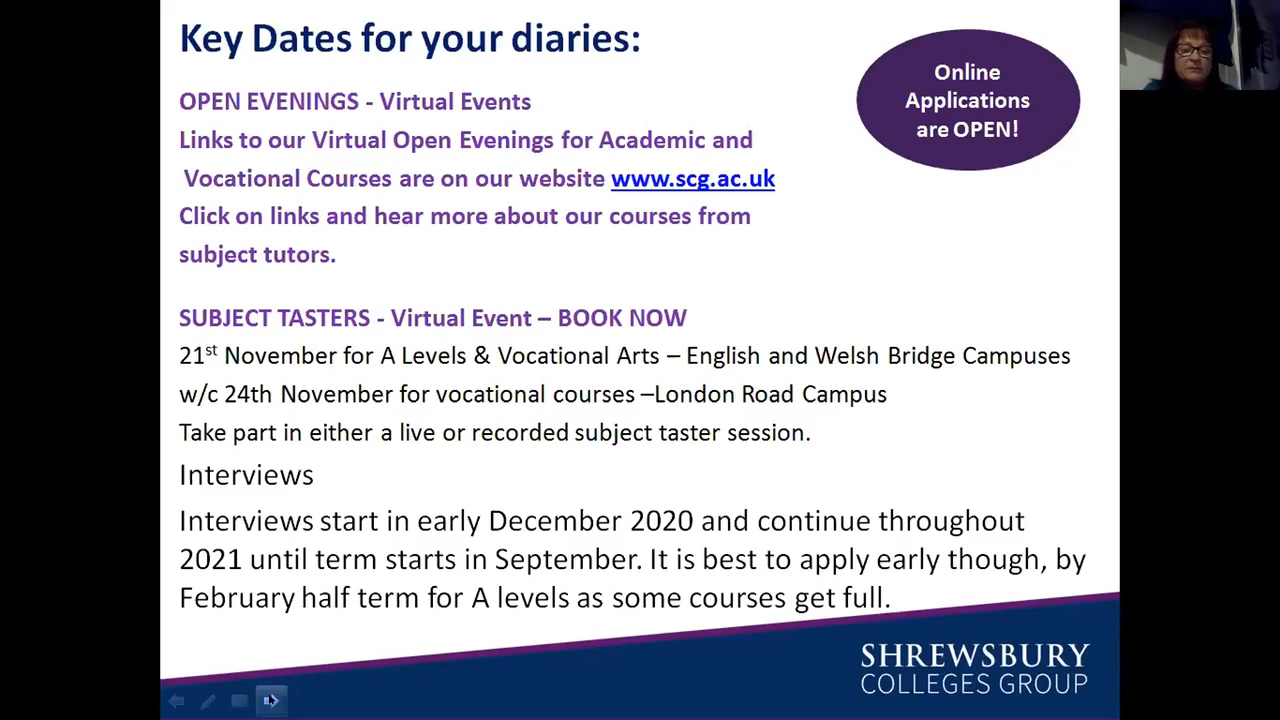 Key Dates for your diaries:
Online
Applications
are OPEN!
OPEN EVENINGS - Virtual Events
Links to our Virtual Open Evenings for Academic and
Vocational Courses are on our website www.scg.ac.uk
Click on links and hear more about our courses from
subject tutors.
SUBJECT TASTERS - Virtual Event – BOOK NOW
21st November for A Levels & Vocational Arts – English and Welsh Bridge Campuses
w/c 24th November for vocational courses –London Road Campus
Take part in either a live or recorded subject taster session.
Interviews
Interviews start in early December 2020 and continue throughout
2021 until term starts in September. It is best to apply early though, by
February half term for A levels as some courses get full.
SHREWSBURY
COLLEGES GROUP